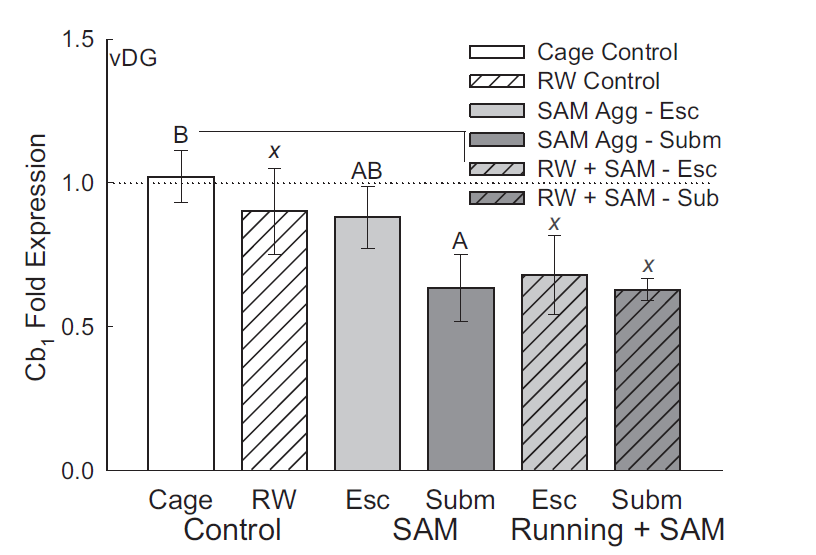 1.5
vDG
Cage Control
RW Control
SAM Agg - Esc
SAM Agg - Subm
RW + SAM - Esc
RW + SAM - Sub
B
x
AB
A
x
x
1.0
0.5
0.0
Cb1 Fold Expression
Cage RW Esc Subm Esc Subm
Control SAM Running + SAM